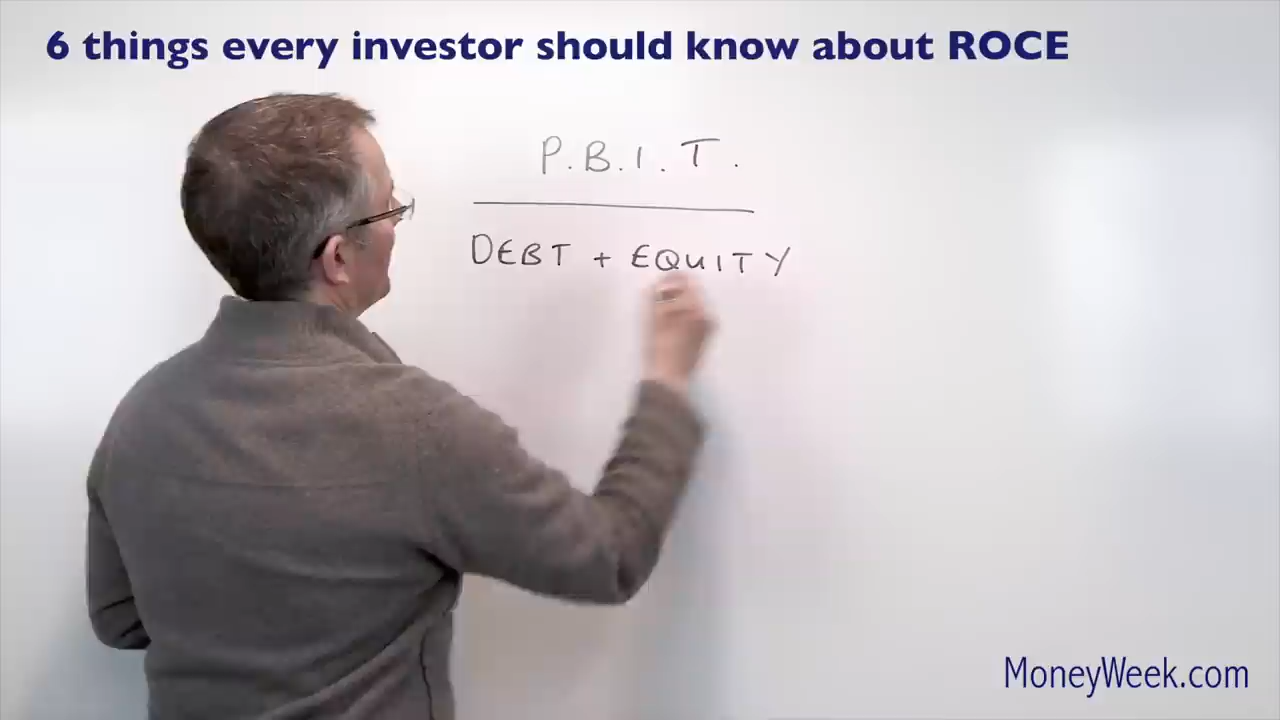 6 things every investor should know about ROCE
P.B.I.T.
DEBT + EQUITY
MoneyWeek.com